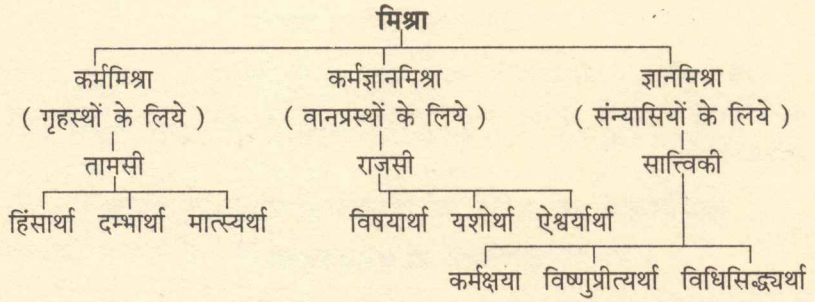 मिश्रा
कर्ममिश्रा कर्मज्ञानमिश्रा ज्ञानमिश्रा
( गृहस्थों के लिये ) ( वानप्रस्थों के लिये ) ( संन्यासियों के लिये )
तामसी राजसी सात्त्विकी
हिंसार्था दम्भार्था मात्स्यर्था विषयार्था यशोर्था ऐश्वर्यार्था
कर्मक्षया विष्णुप्रीत्यर्था विधिसिद्ध्यर्था